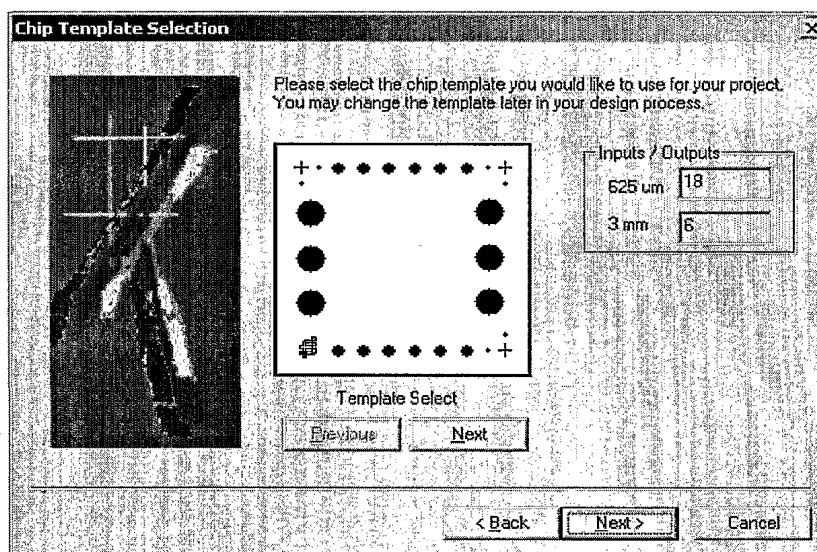 Chip Template Selection
Please select the chip template you would like to use for your project.
You may change the template later in your design process.
Inputs / Outputs
625 um 18
3 mm 6
Template Select
Previous Next
< Back Next > Cancel